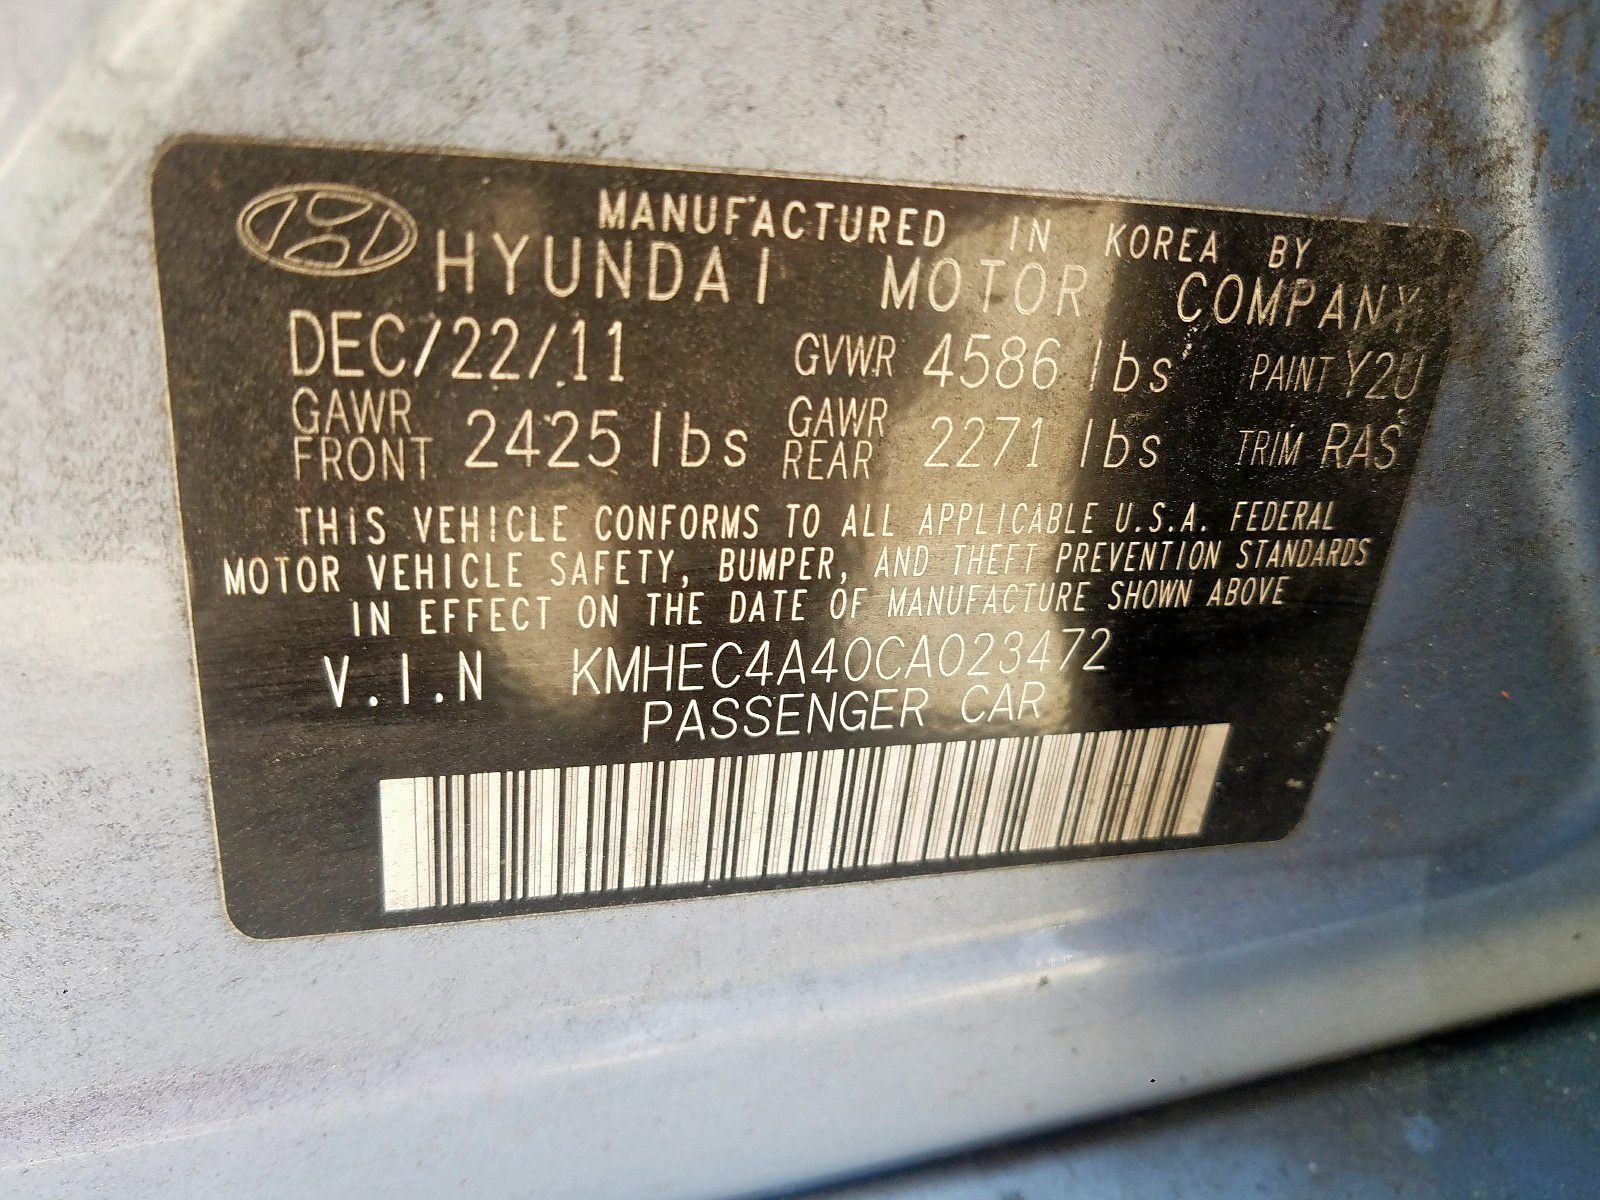 MANUFACTURED IN KOREA BY
HYUNDAI MOTOR COMPANY
DEC/22/11 GVWR 4586 lbs PAINT Y2U
GAWR FRONT 2425 lbs GAWR REAR 2271 lbs TRIM RAS
THIS VEHICLE CONFORMS TO ALL APPLICABLE U.S.A. FEDERAL
MOTOR VEHICLE SAFETY, BUMPER, AND THEFT PREVENTION STANDARDS
IN EFFECT ON THE DATE OF MANUFACTURE SHOWN ABOVE
V.I.N KMHEC4A40CA023472
PASSENGER CAR